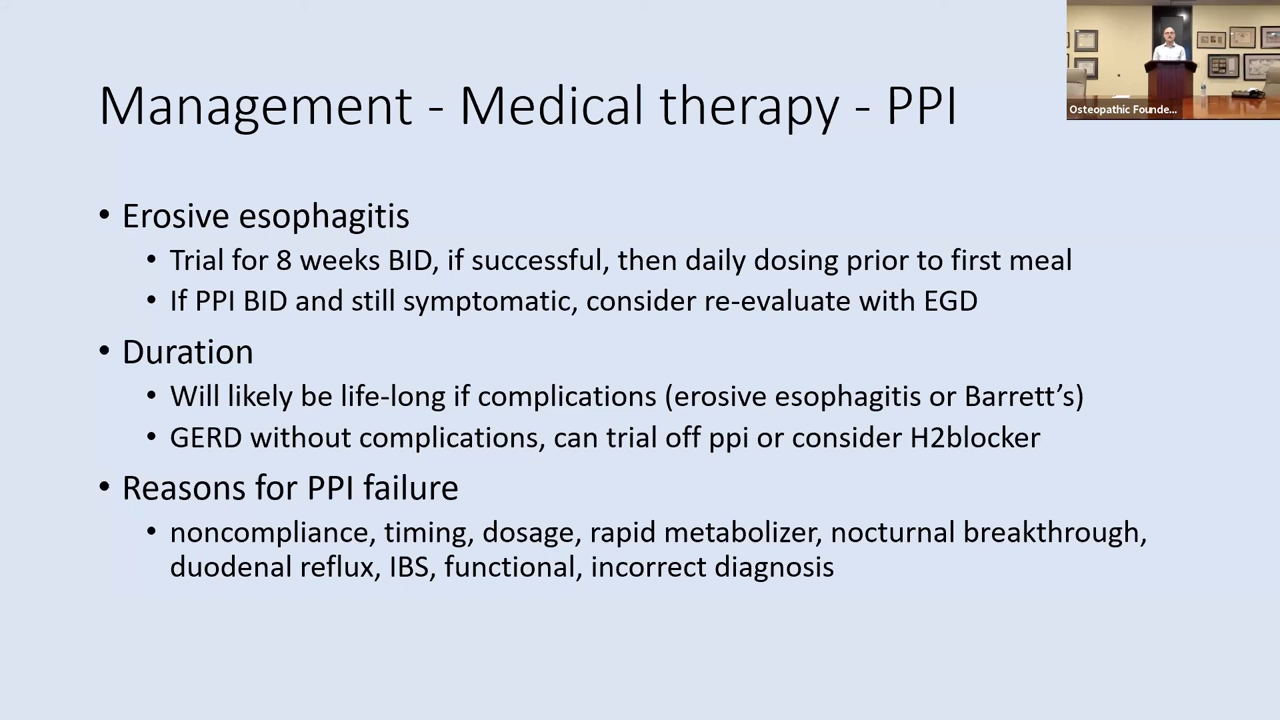 Management - Medical therapy - PPI
Osteopathic Founde...
• Erosive esophagitis
• Trial for 8 weeks BID, if successful, then daily dosing prior to first meal
• If PPI BID and still symptomatic, consider re-evaluate with EGD
• Duration
• Will likely be life-long if complications (erosive esophagitis or Barrett’s)
• GERD without complications, can trial off ppi or consider H2blocker
• Reasons for PPI failure
• noncompliance, timing, dosage, rapid metabolizer, nocturnal breakthrough,
duodenal reflux, IBS, functional, incorrect diagnosis